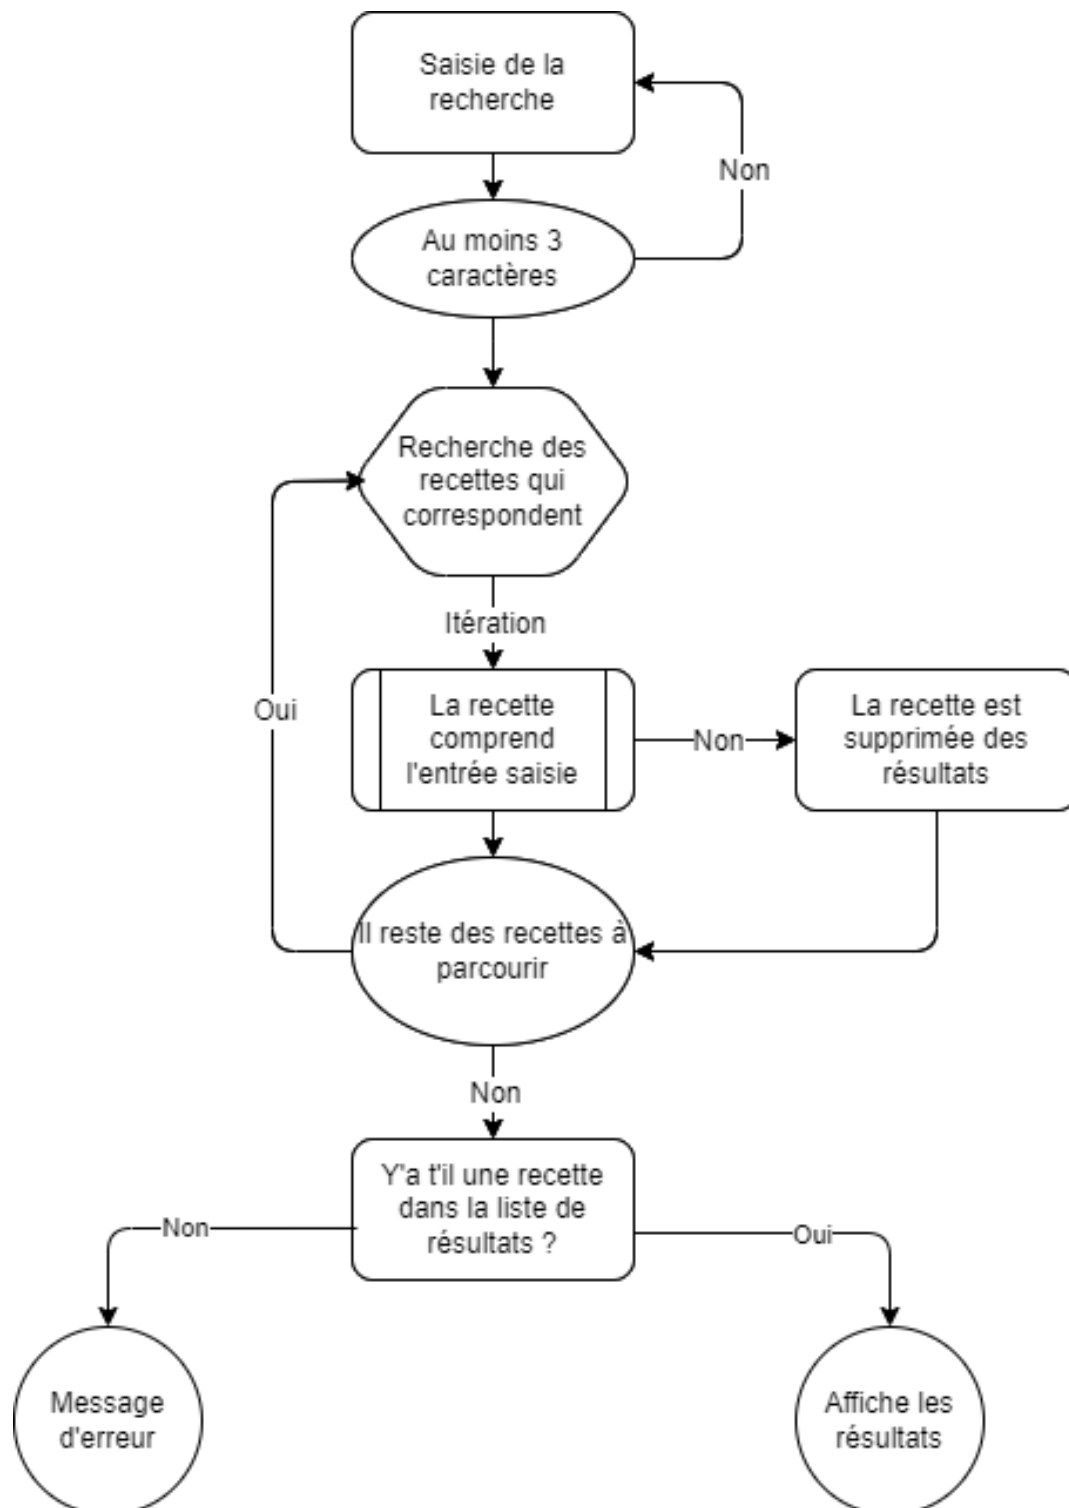 Saisie de la
recherche
Non
Au moins 3
caractères
Recherche des
recettes qui
correspondent
Itération
Oui
La recette
comprend
l'entrée saisie
Non
La recette est
supprimée des
résultats
Il reste des recettes à
parcourir
Non
Y'a t'il une recette
dans la liste de
résultats ?
Non
Oui
Message
d'erreur
Affiche les
résultats